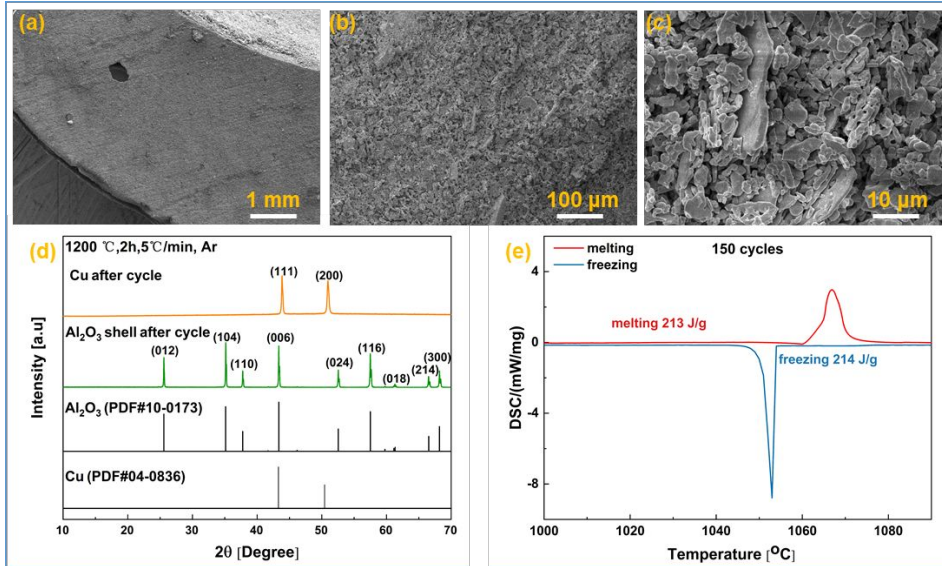 (a)
(b)
(c)
1 mm
100 µm
10 µm
(d)
1200 ℃,2h,5℃/min, Ar
Cu after cycle
(111)
(200)
Al₂O₃ shell after cycle
(012)
(104)
(110)
(006)
(024)
(116)
(018)
(214)
(300)
Al₂O₃ (PDF#10-0173)
Cu (PDF#04-0836)
Intensity [a.u]
10 20 30 40 50 60 70
2θ [Degree]
(e)
melting
freezing
150 cycles
melting 213 J/g
freezing 214 J/g
DSC/(mW/mg)
4
0
-4
-8
1000 1020 1040 1060 1080
Temperature [⁰C]